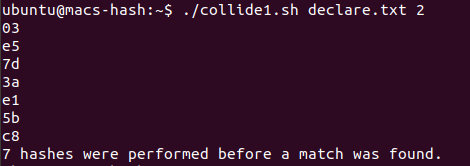 ubuntu@macs-hash:~$ ./collide1.sh declare.txt 2
03
e5
7d
3a
e1
5b
c8
7 hashes were performed before a match was found.